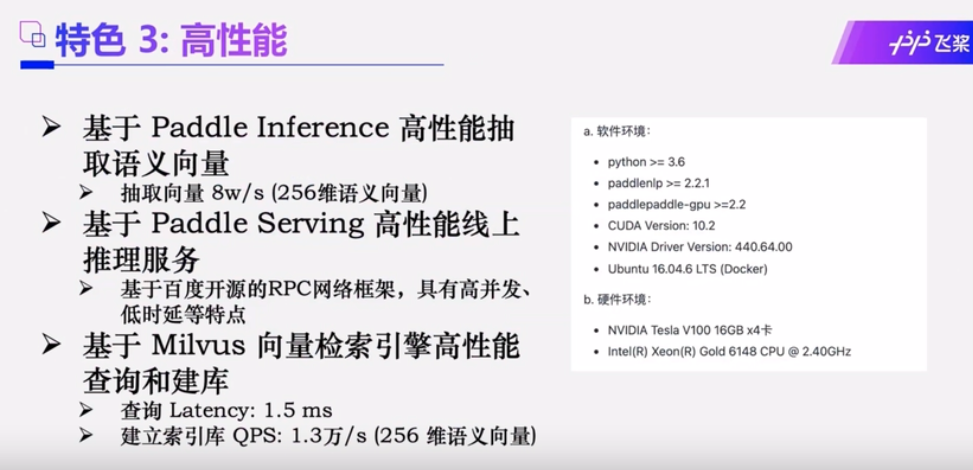 特色 3: 高性能
飞桨
➢ 基于 Paddle Inference 高性能抽
取语义向量
➢ 抽取向量 8w/s (256维语义向量)
➢ 基于 Paddle Serving 高性能线上
推理服务
➢ 基于百度开源的RPC网络框架，具有高并发、
低时延等特点
➢ 基于 Milvus 向量检索引擎高性能
查询和建库
➢ 查询 Latency: 1.5 ms
➢ 建立索引库 QPS: 1.3万/s (256 维语义向量)
a. 软件环境：
• python >= 3.6
• paddlenlp >= 2.2.1
• paddlepaddle-gpu >=2.2
• CUDA Version: 10.2
• NVIDIA Driver Version: 440.64.00
• Ubuntu 16.04.6 LTS (Docker)
b. 硬件环境：
• NVIDIA Tesla V100 16GB x4卡
• Intel(R) Xeon(R) Gold 6148 CPU @ 2.40GHz